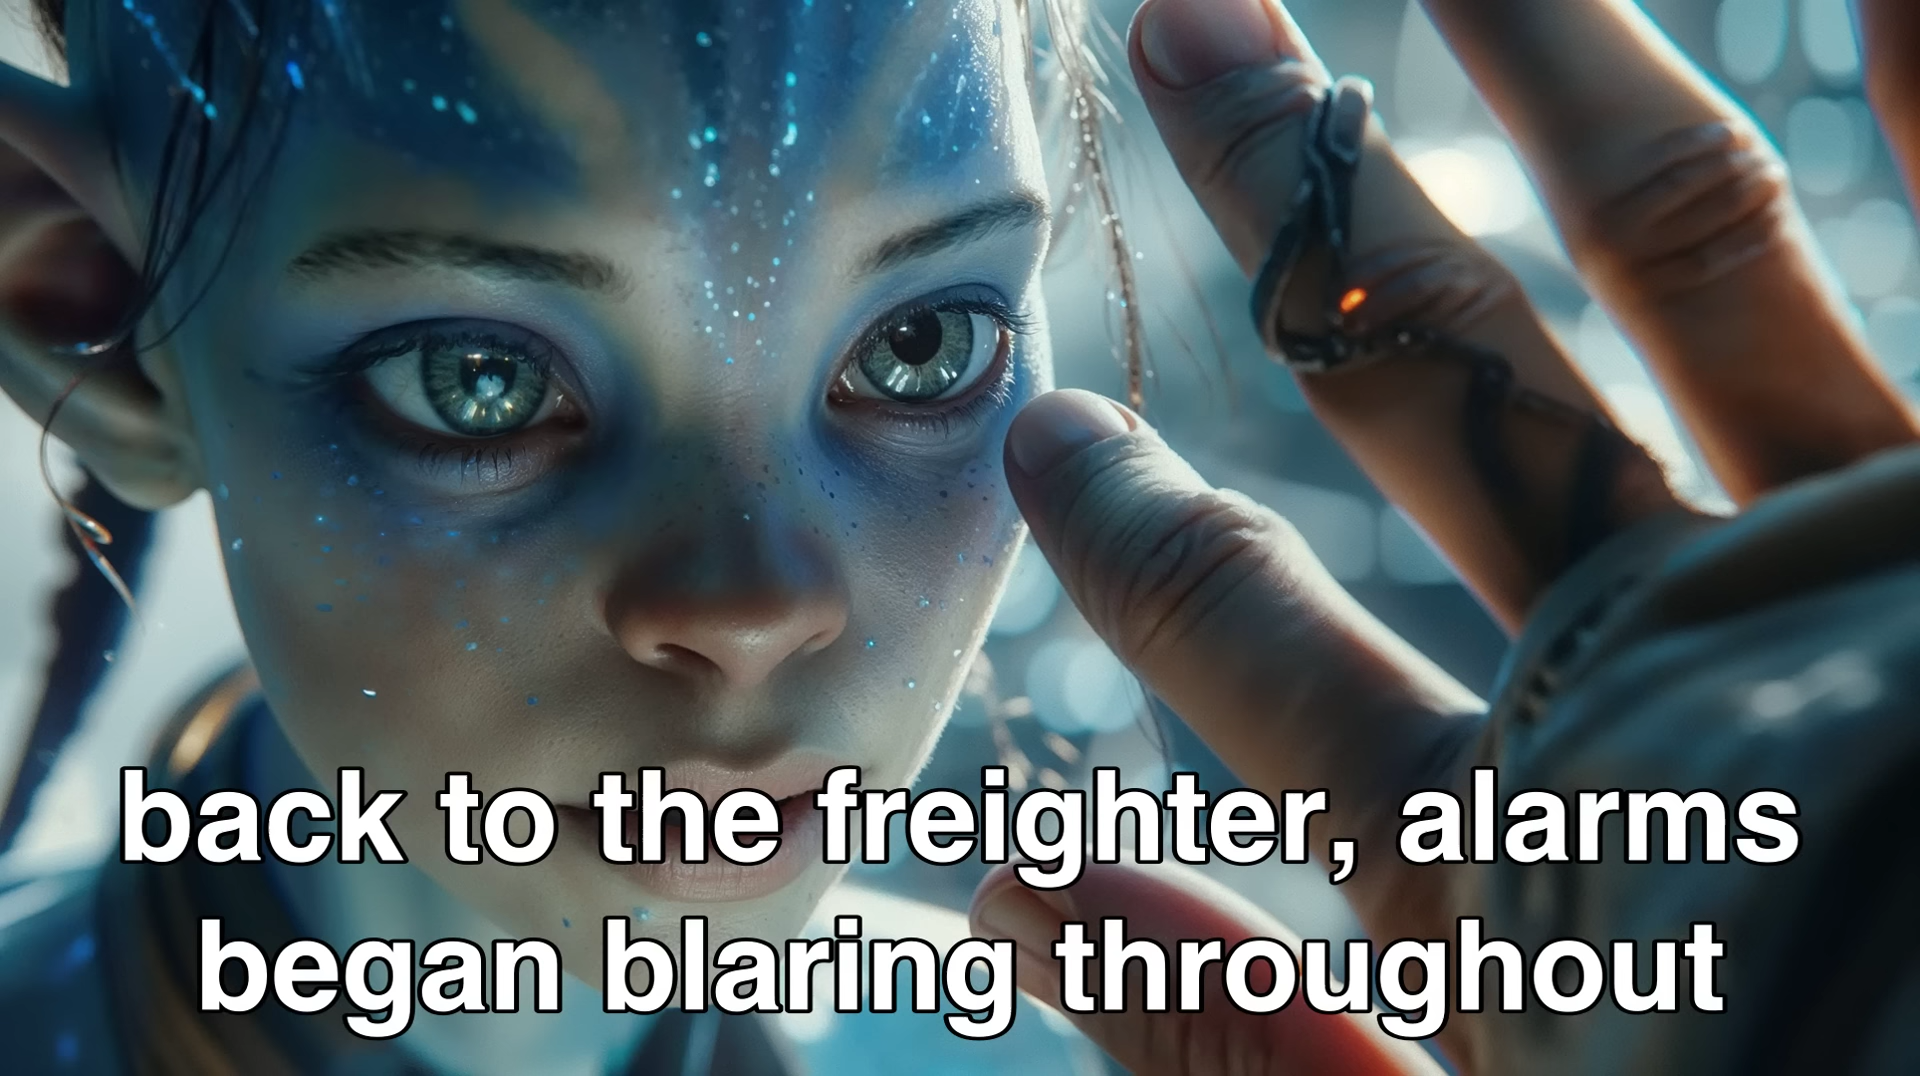 back to the freighter, alarms
began blaring throughout